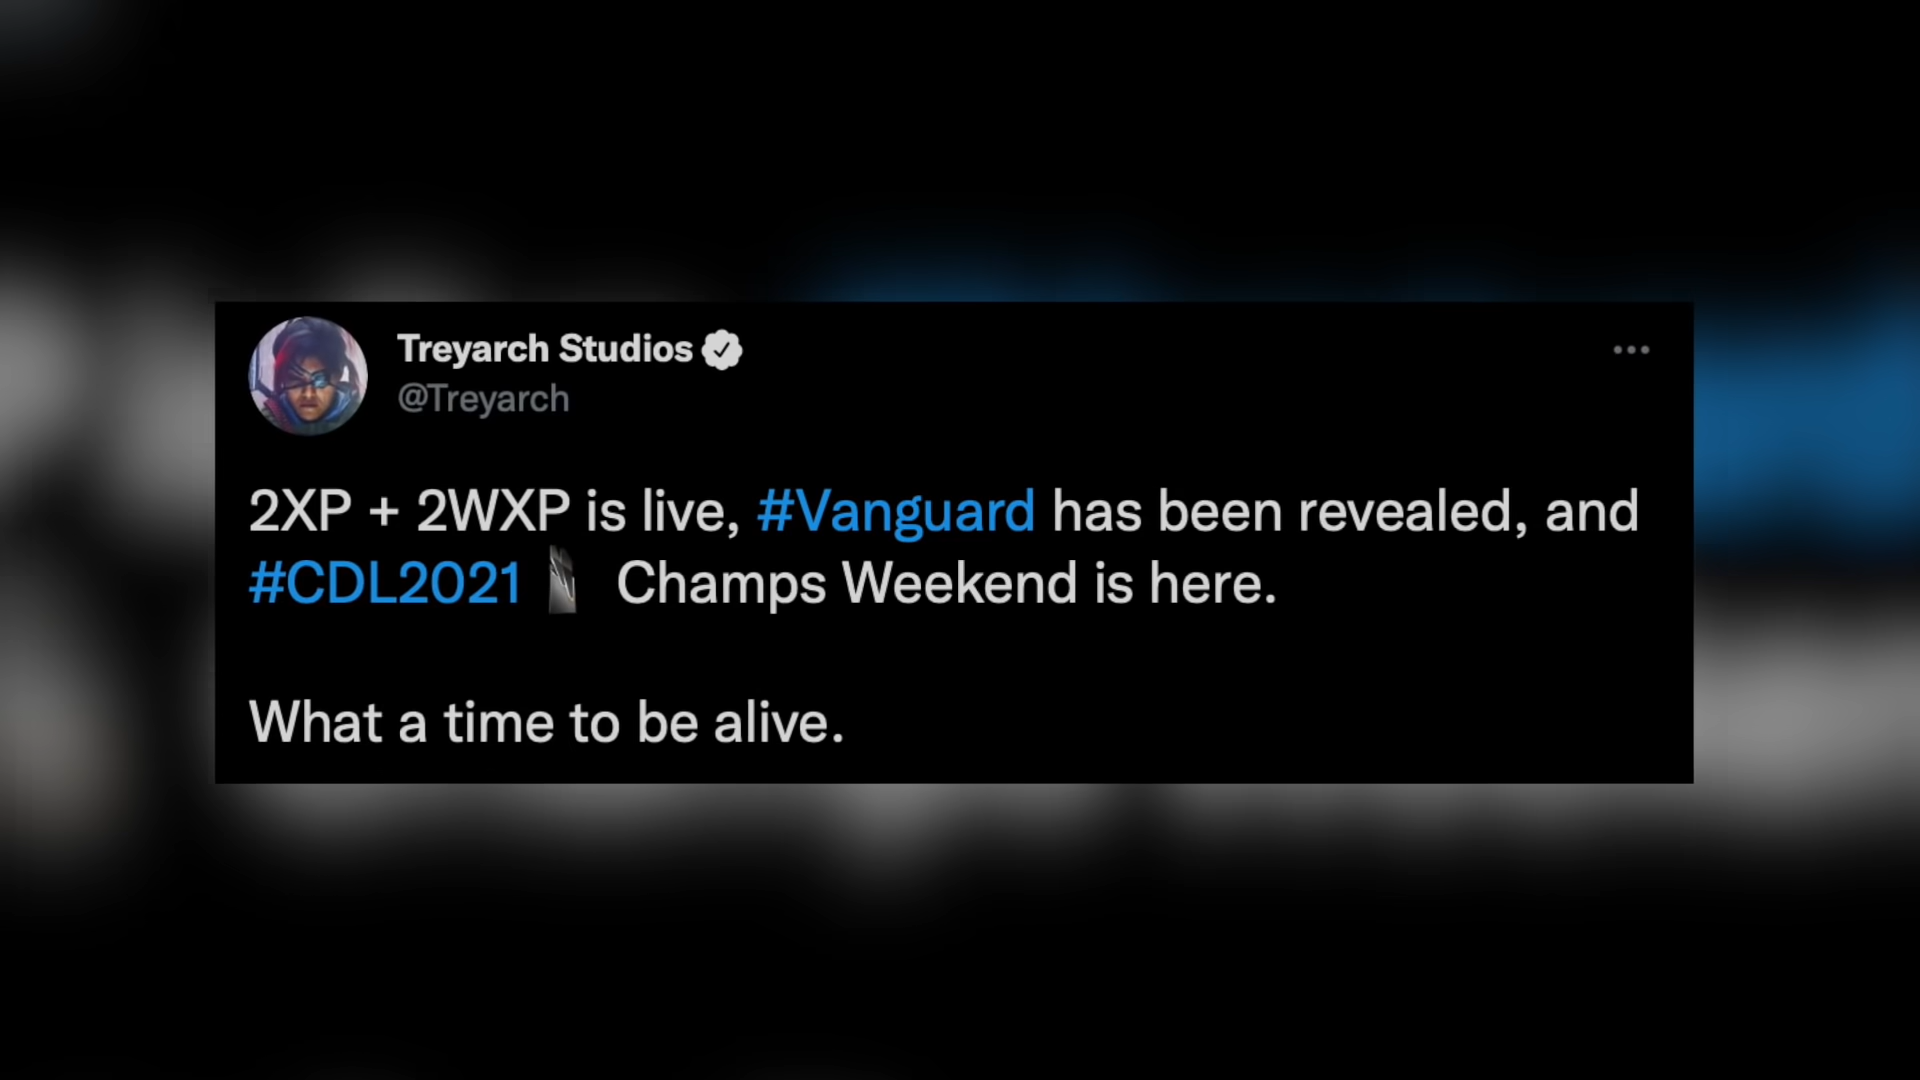 Treyarch Studios
@Treyarch
2XP + 2WXP is live, #Vanguard has been revealed, and
#CDL2021 Champs Weekend is here.
What a time to be alive.